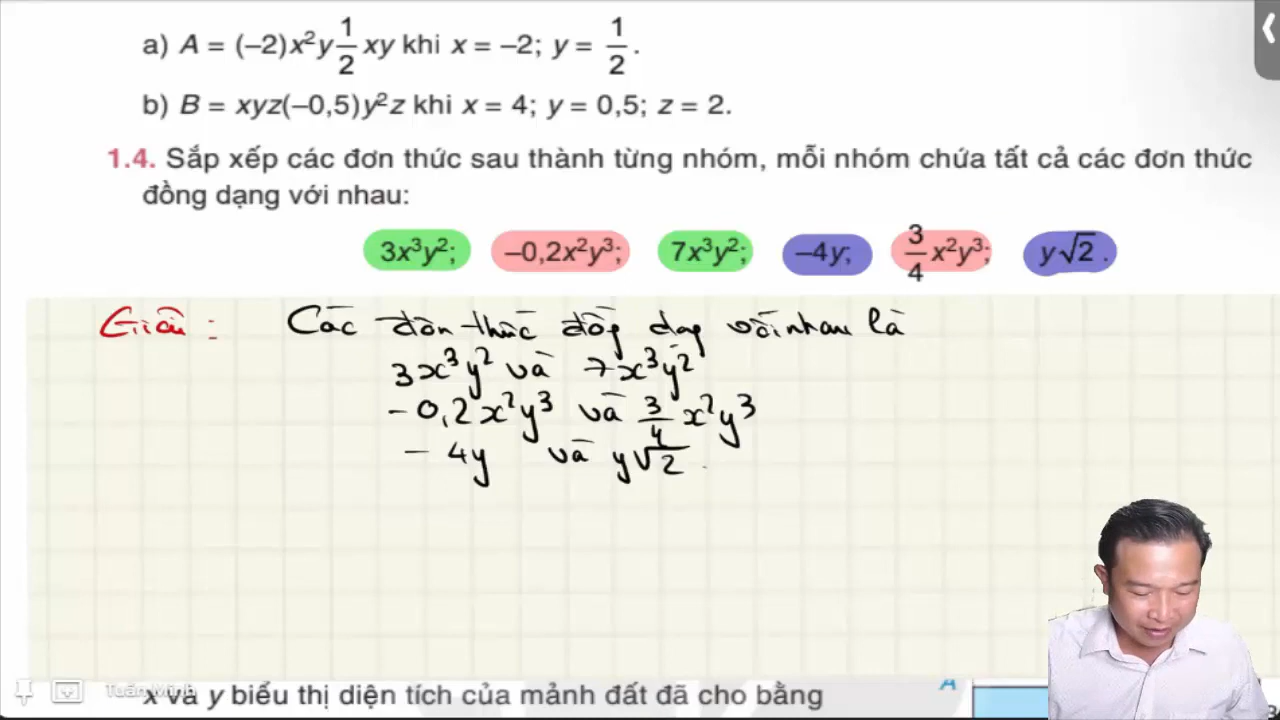 a) A = (–2)x²y 1/2 xy khi x = –2; y = 1/2.
b) B = xyz(–0,5)y²z khi x = 4; y = 0,5; z = 2.
1.4. Sắp xếp các đơn thức sau thành từng nhóm, mỗi nhóm chứa tất cả các đơn thức
đồng dạng với nhau:
3x³y²; –0,2x²y³; 7x³y²; –4y; 3/4 x²y³; y√2.
Giải : Các đơn thức đồng dạng với nhau là
3x³y² và 7x³y²
- 0,2x²y³ và 3/4 x²y³
- 4y và y√2.
Tuấn Minh
x và y biểu thị diện tích của mảnh đất đã cho bằng
A